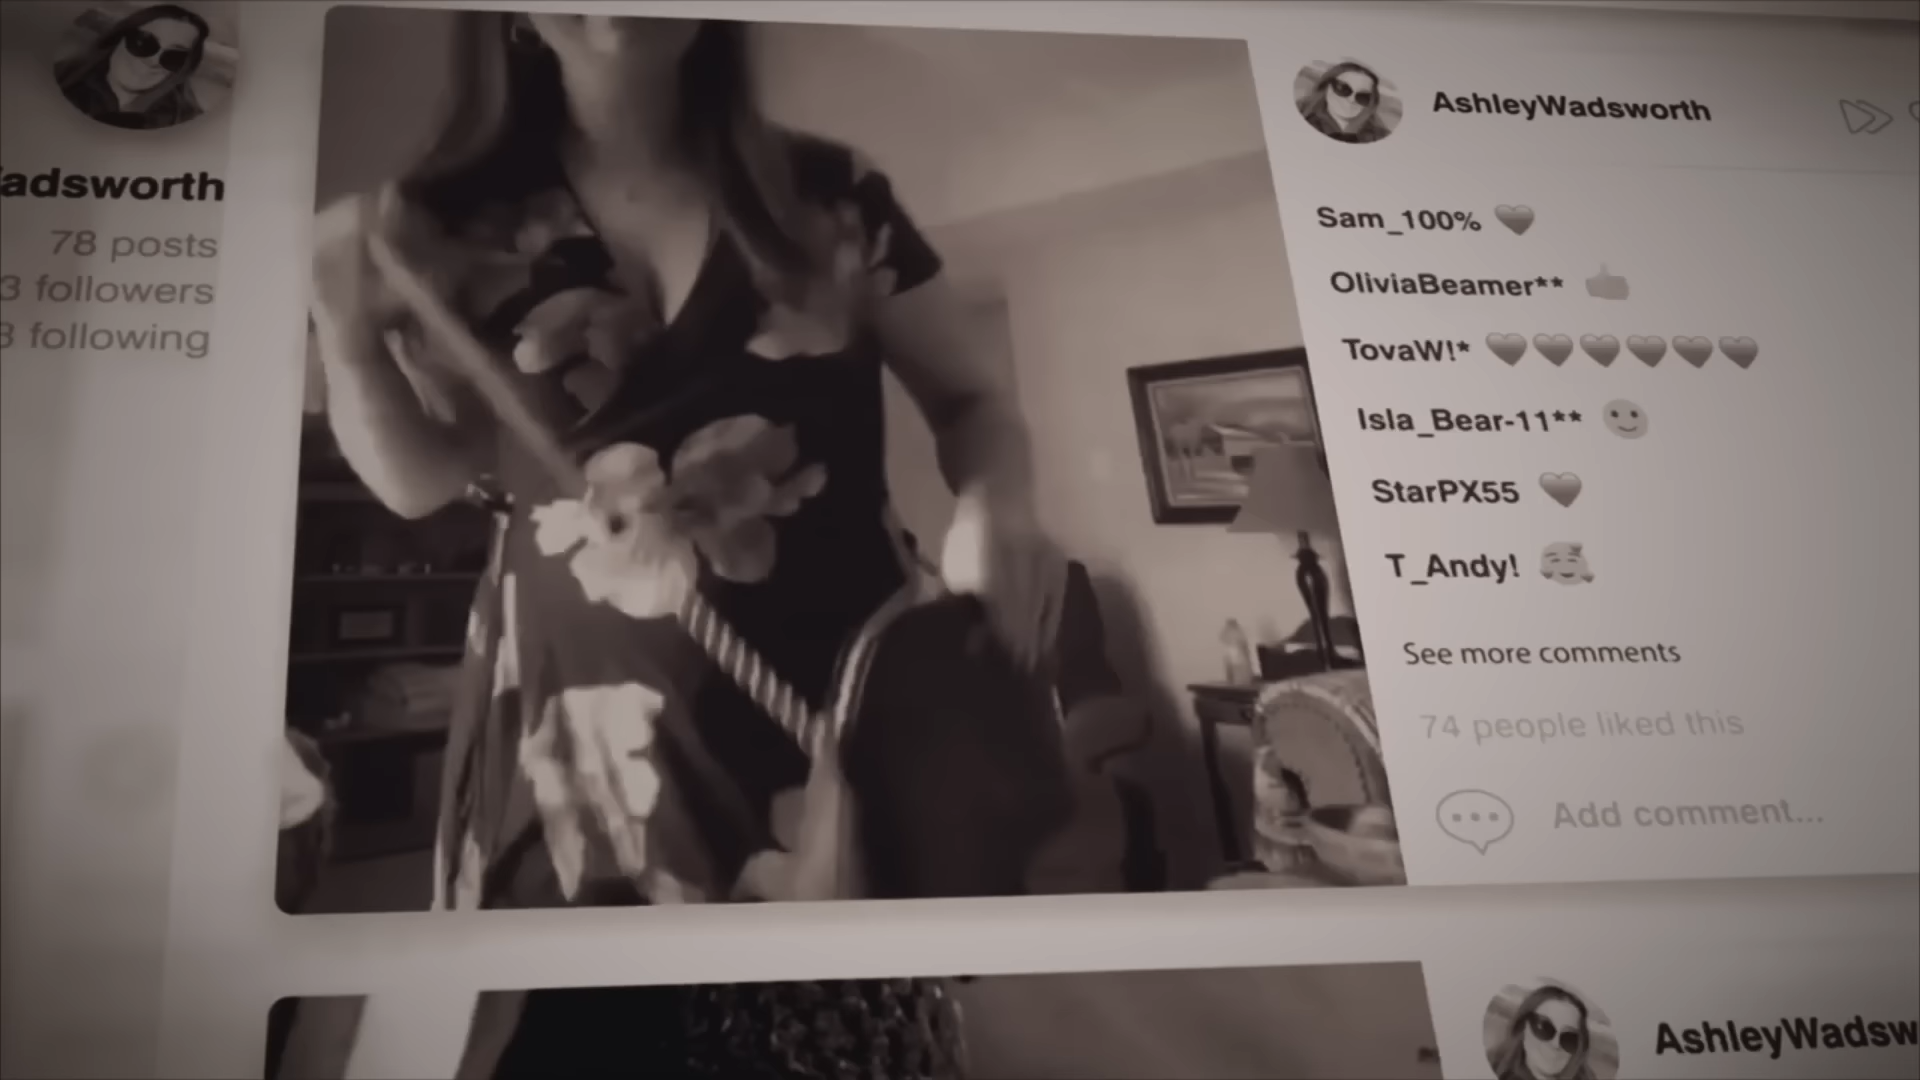 adsworth
78 posts
3 followers
3 following
AshleyWadsworth
Sam_100%
OliviaBeamer**
TovaW!*
Isla_Bear-11**
StarPX55
T_Andy!
See more comments
74 people liked this
Add comment...
AshleyWadsw